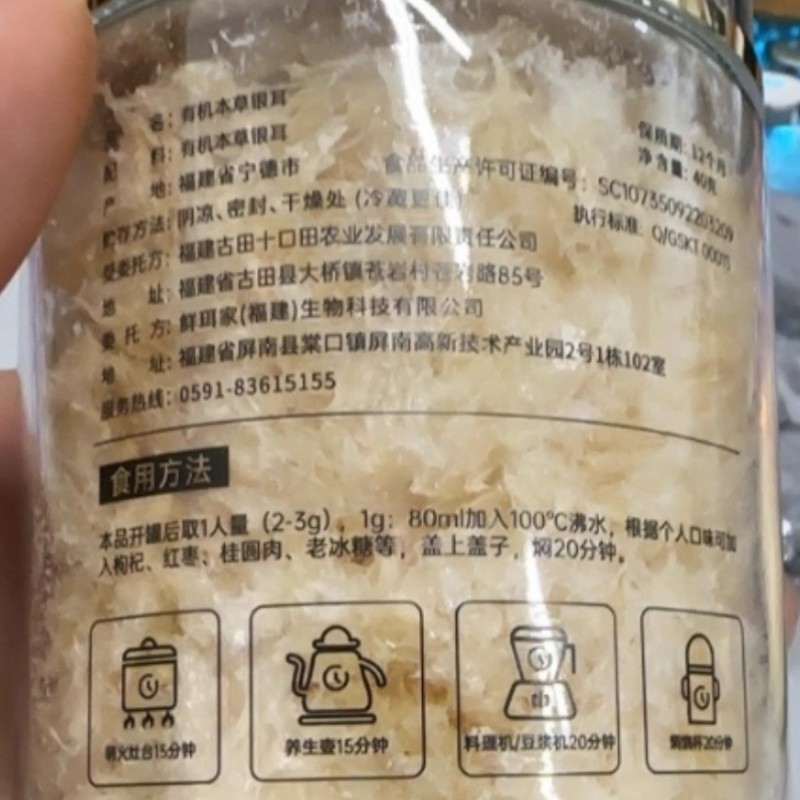 品 名：有机本草银耳
配 料：有机本草银耳
保质期：12个月
产 地：福建省宁德市
净含量：40克
贮存方法：阴凉、密封、干燥处（冷藏更佳）
食品生产许可证编号：SC10735092203209
受委托方：福建古田十口田农业发展有限责任公司
执行标准：Q/GSKT 0001S
地 址：福建省古田县大桥镇苍岩村苍岩路85号
委 托 方：鲜珥家(福建)生物科技有限公司
地 址：福建省屏南县棠口镇屏南高新技术产业园2号1栋102室
服务热线：0591-83615155
食用方法
本品开罐后取1人量（2-3g），1g：80ml加入100℃沸水，根据个人口味可加
入枸杞、红枣、桂圆肉、老冰糖等，盖上盖子，焖20分钟。
明火灶台15分钟
养生壶15分钟
料理机/豆浆机20分钟
焖烧杯20分钟